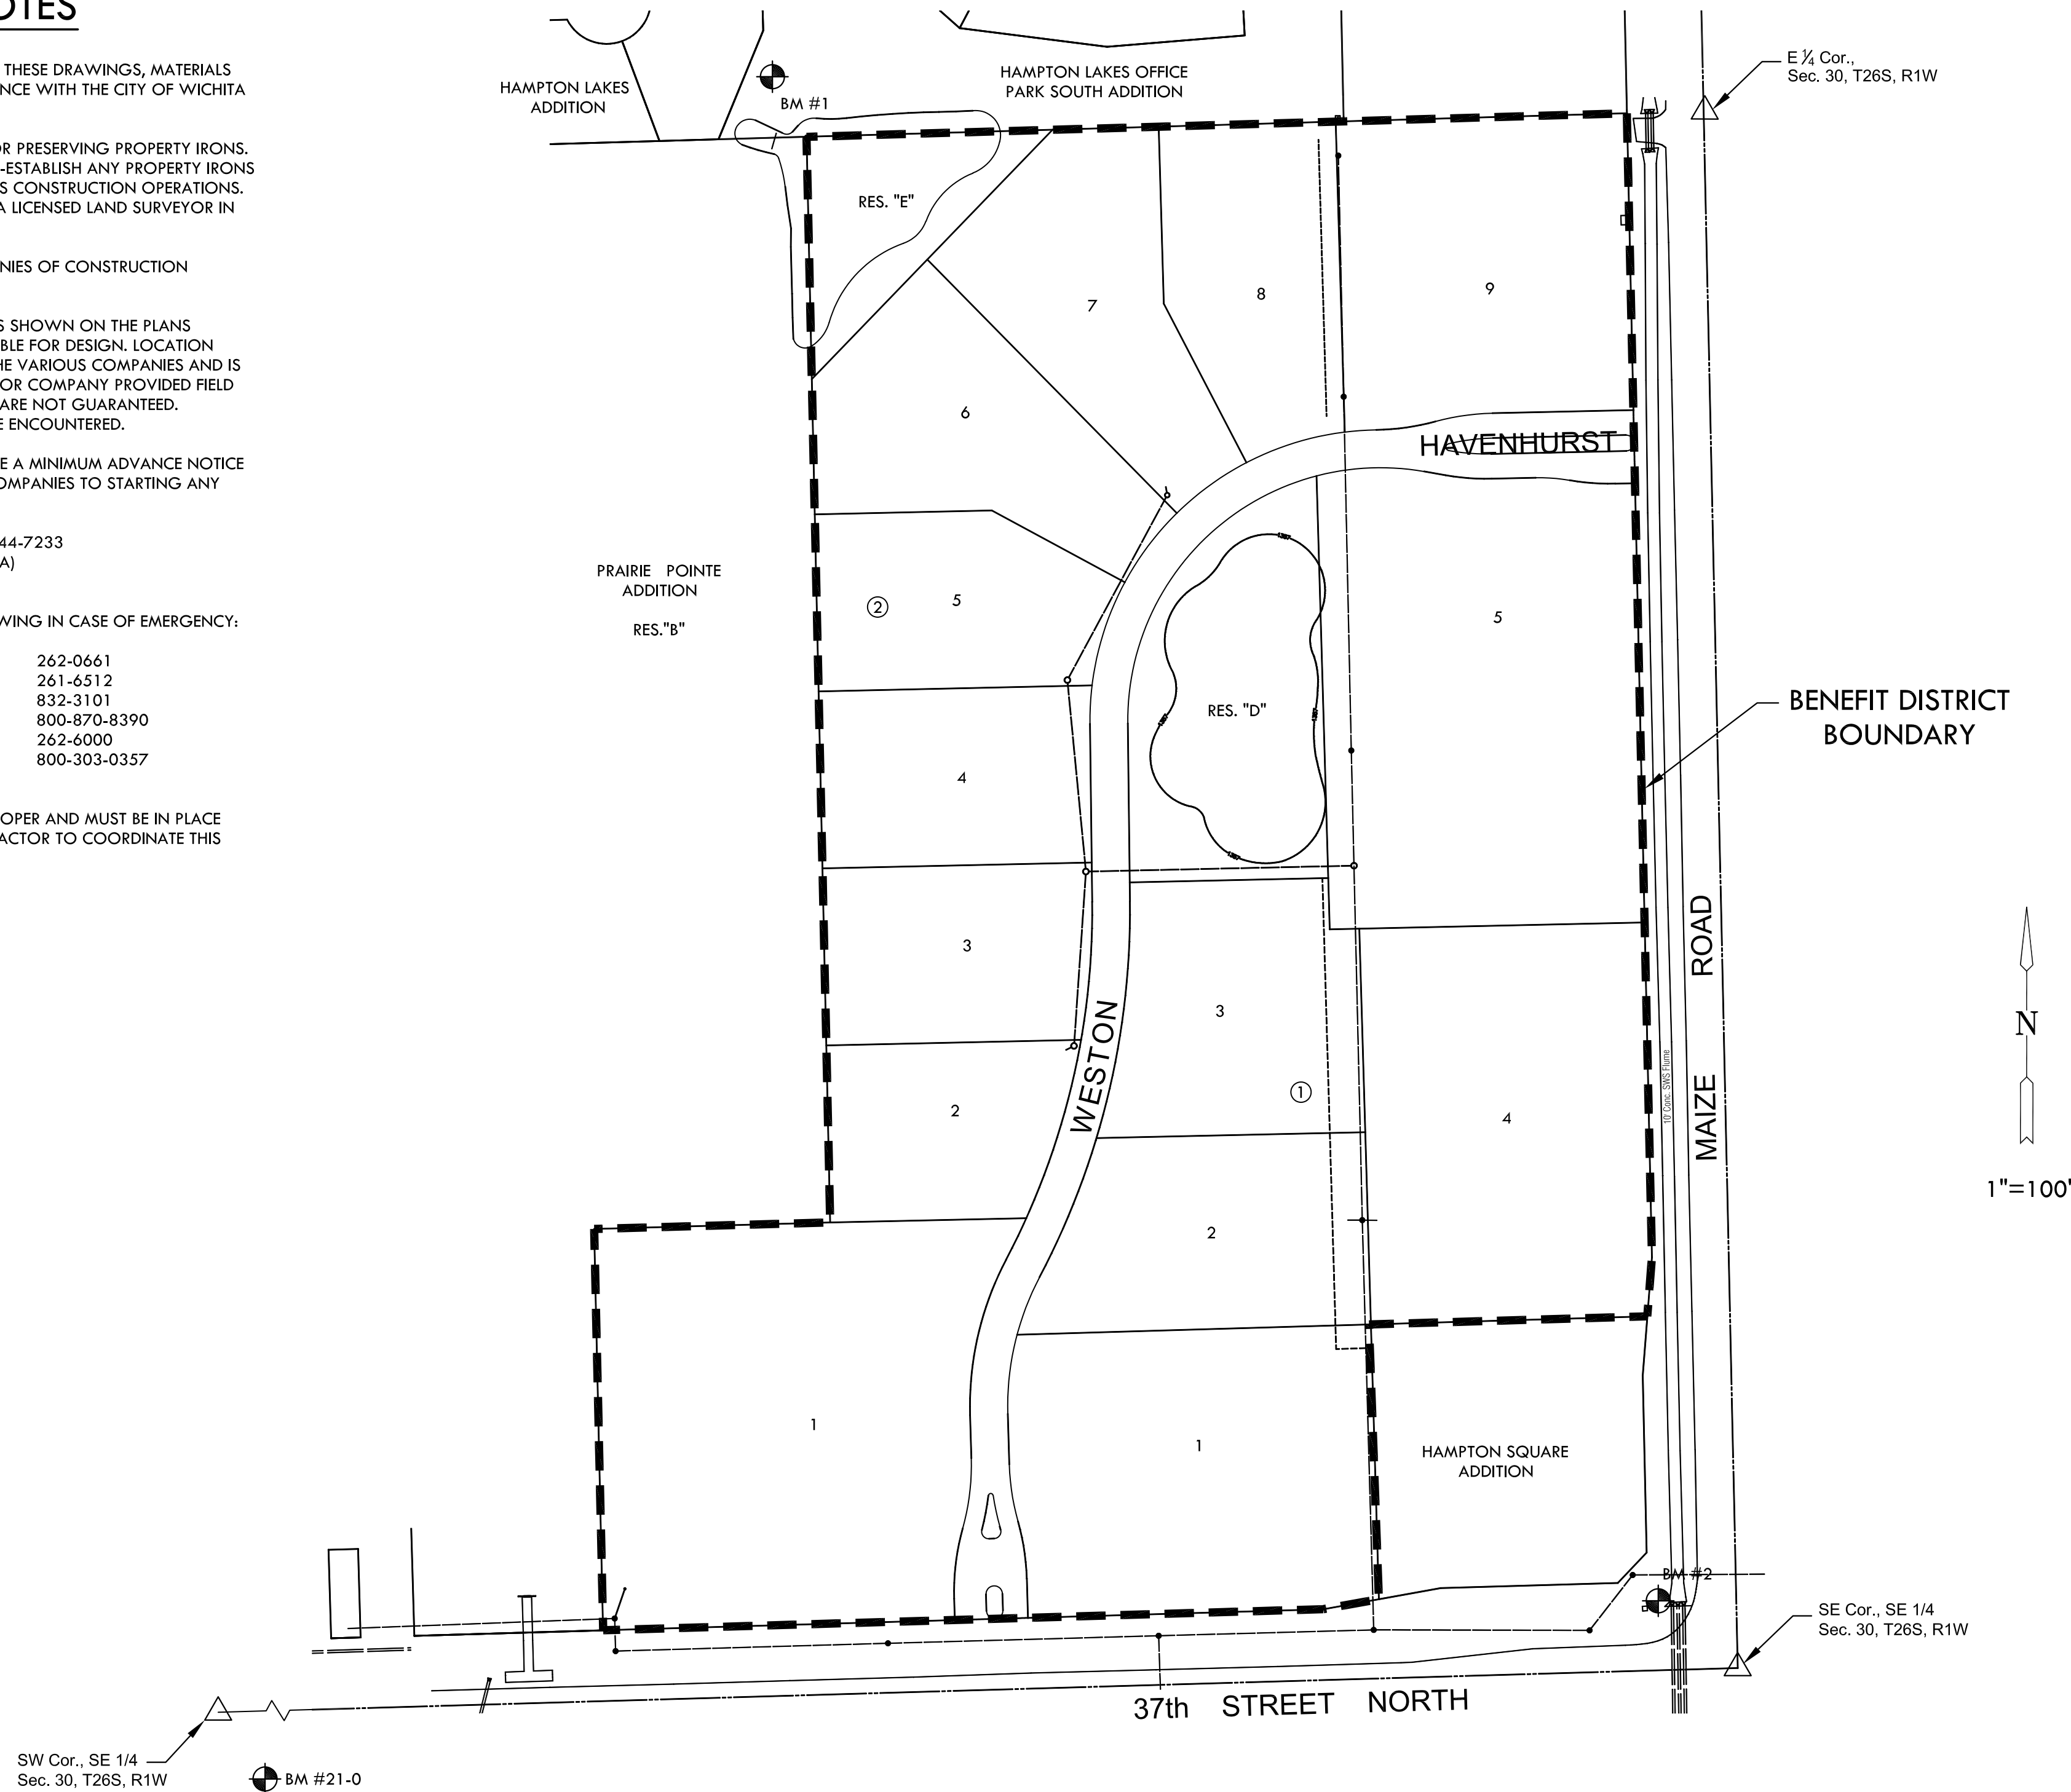 OTES
THESE DRAWINGS, MATERIALS
NCE WITH THE CITY OF WICHITA
OR PRESERVING PROPERTY IRONS.
-ESTABLISH ANY PROPERTY IRONS
S CONSTRUCTION OPERATIONS.
A LICENSED LAND SURVEYOR IN
NIES OF CONSTRUCTION
S SHOWN ON THE PLANS
BLE FOR DESIGN. LOCATION
HE VARIOUS COMPANIES AND IS
OR COMPANY PROVIDED FIELD
ARE NOT GUARANTEED.
E ENCOUNTERED.
E A MINIMUM ADVANCE NOTICE
OMPANIES TO STARTING ANY
44-7233
A)
WING IN CASE OF EMERGENCY:
262-0661
261-6512
832-3101
800-870-8390
262-6000
800-303-0357
OPER AND MUST BE IN PLACE
ACTOR TO COORDINATE THIS
HAMPTON LAKES
ADDITION
BM #1
HAMPTON LAKES OFFICE
PARK SOUTH ADDITION
E 1/4 Cor.,
Sec. 30, T26S, R1W
RES. "E"
7
8
9
6
HAVENHURST
PRAIRIE POINTE
ADDITION
RES."B"
2
5
5
RES. "D"
BENEFIT DISTRICT
BOUNDARY
4
3
3
WESTON
1
2
4
2
10' Conc. SWS Flume
MAIZE ROAD
N
1"=100'
1
1
HAMPTON SQUARE
ADDITION
BM #2
SE Cor., SE 1/4
Sec. 30, T26S, R1W
37th STREET NORTH
SW Cor., SE 1/4
Sec. 30, T26S, R1W
BM #21-0